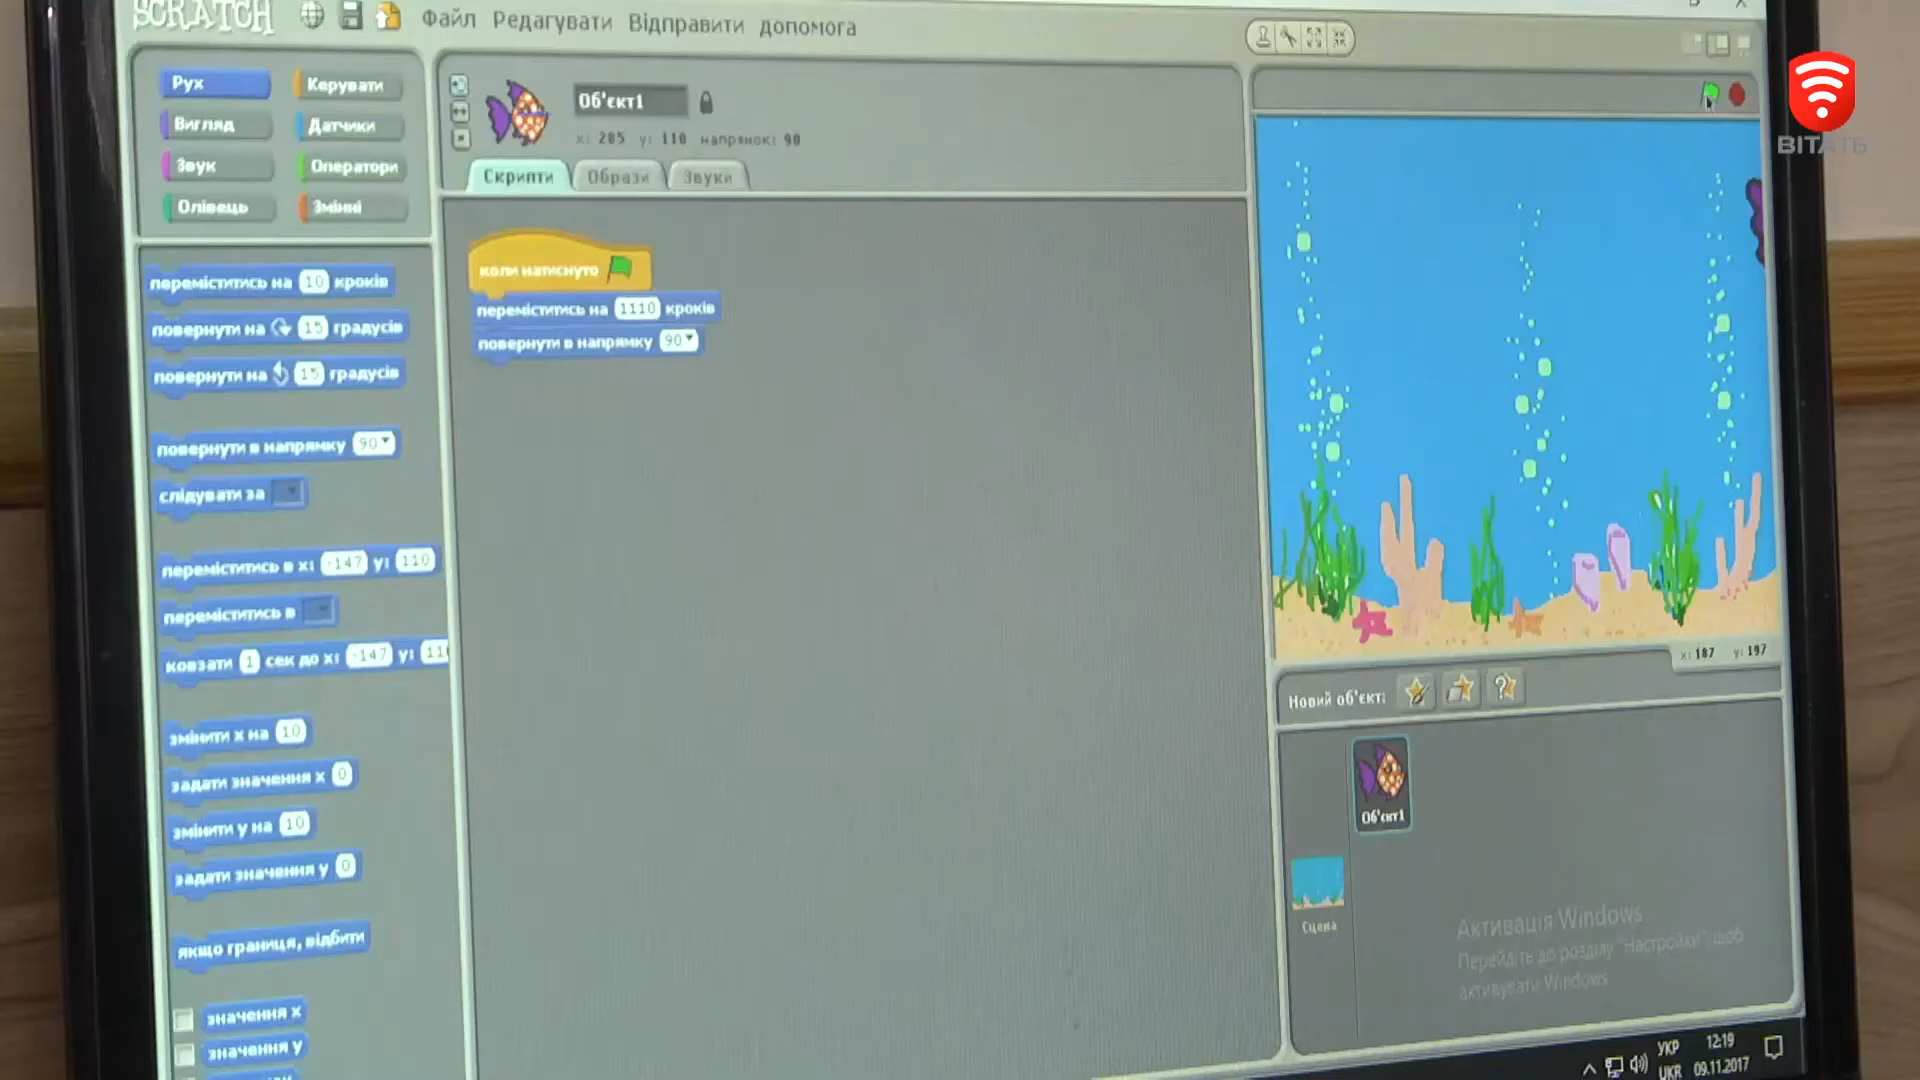 SCRATCH
Файл Редагувати Відправити допомога
Рух
Керувати
Вигляд
Датчики
Звук
Оператори
Олівець
Змінні
Об'єкт1
x: 285 y: 110 напрямок: 90
Скрипти
Образи
Звуки
коли натиснуто
переміститись на 1110 кроків
повернути в напрямку 90
переміститись на 10 кроків
повернути на 15 градусів
повернути на 15 градусів
повернути в напрямку 90
слідувати за
переміститись в x: -147 y: 110
переміститись в
ковзати 1 сек до x: -147 y: 110
змінити x на 10
задати значення x 0
змінити y на 10
задати значення y 0
якщо границя, відбити
значення x
значення y
ВІТАТЬ
x: 187 y: 197
Новий об'єкт:
Об'єкт1
Сцена
Активація Windows
Перейдіть до розділу "Настройки", щоб
активувати Windows
УКР
UKR
12:19
09.11.2017